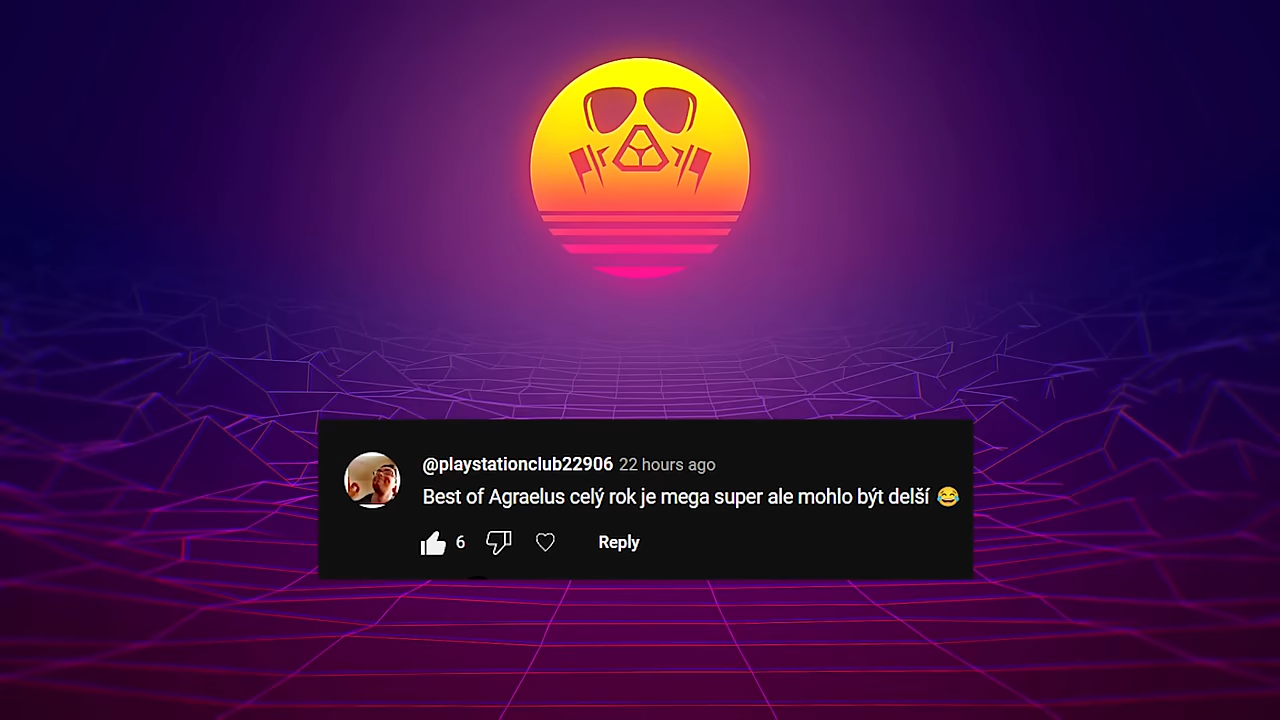 @playstationclub22906 22 hours ago
Best of Agraelus celý rok je mega super ale mohlo být delší 😂
6 Reply